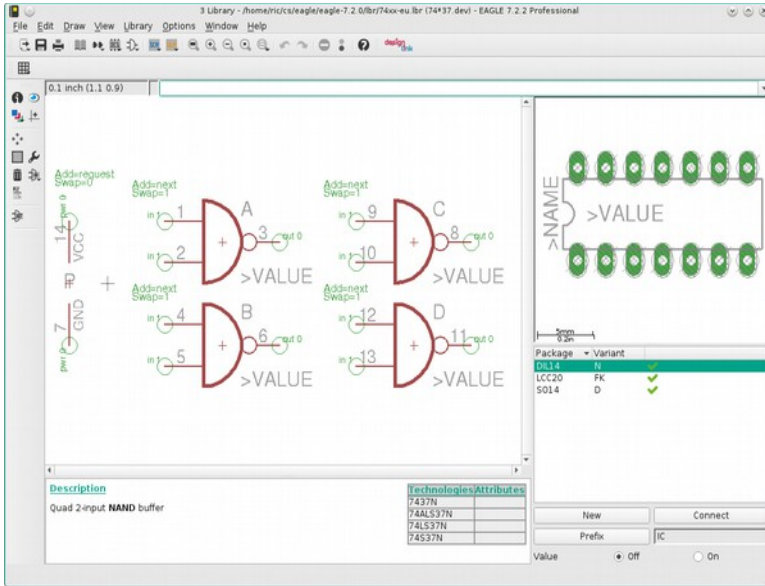 3 Library - /home/ric/cs/eagle/eagle-7.2.0/lbr/74xx-eu.lbr (74*37.dev) - EAGLE 7.2.2 Professional
File Edit Draw View Library Options Window Help
design link
0.1 inch (1.1 0.9)
Add=request
Swap=0
pwr 0
14
VCC
P
GND
7
pwr 0
Add=next
Swap=1
in 1
1
2
A
3
out 0
>VALUE
Add=next
Swap=1
in 1
4
in 1
5
B
6
out 0
>VALUE
Add=next
Swap=1
in 1
9
10
C
8
out 0
>VALUE
Add=next
Swap=1
in 1
12
in 1
13
D
11
out 0
>VALUE
>NAME
>VALUE
5mm
0.2in
Package Variant
DIL14 N
LCC20 FK
SO14 D
Description
Quad 2-input NAND buffer
Technologies Attributes
7437N
74ALS37N
74LS37N
74S37N
New Connect
Prefix IC
Value Off On